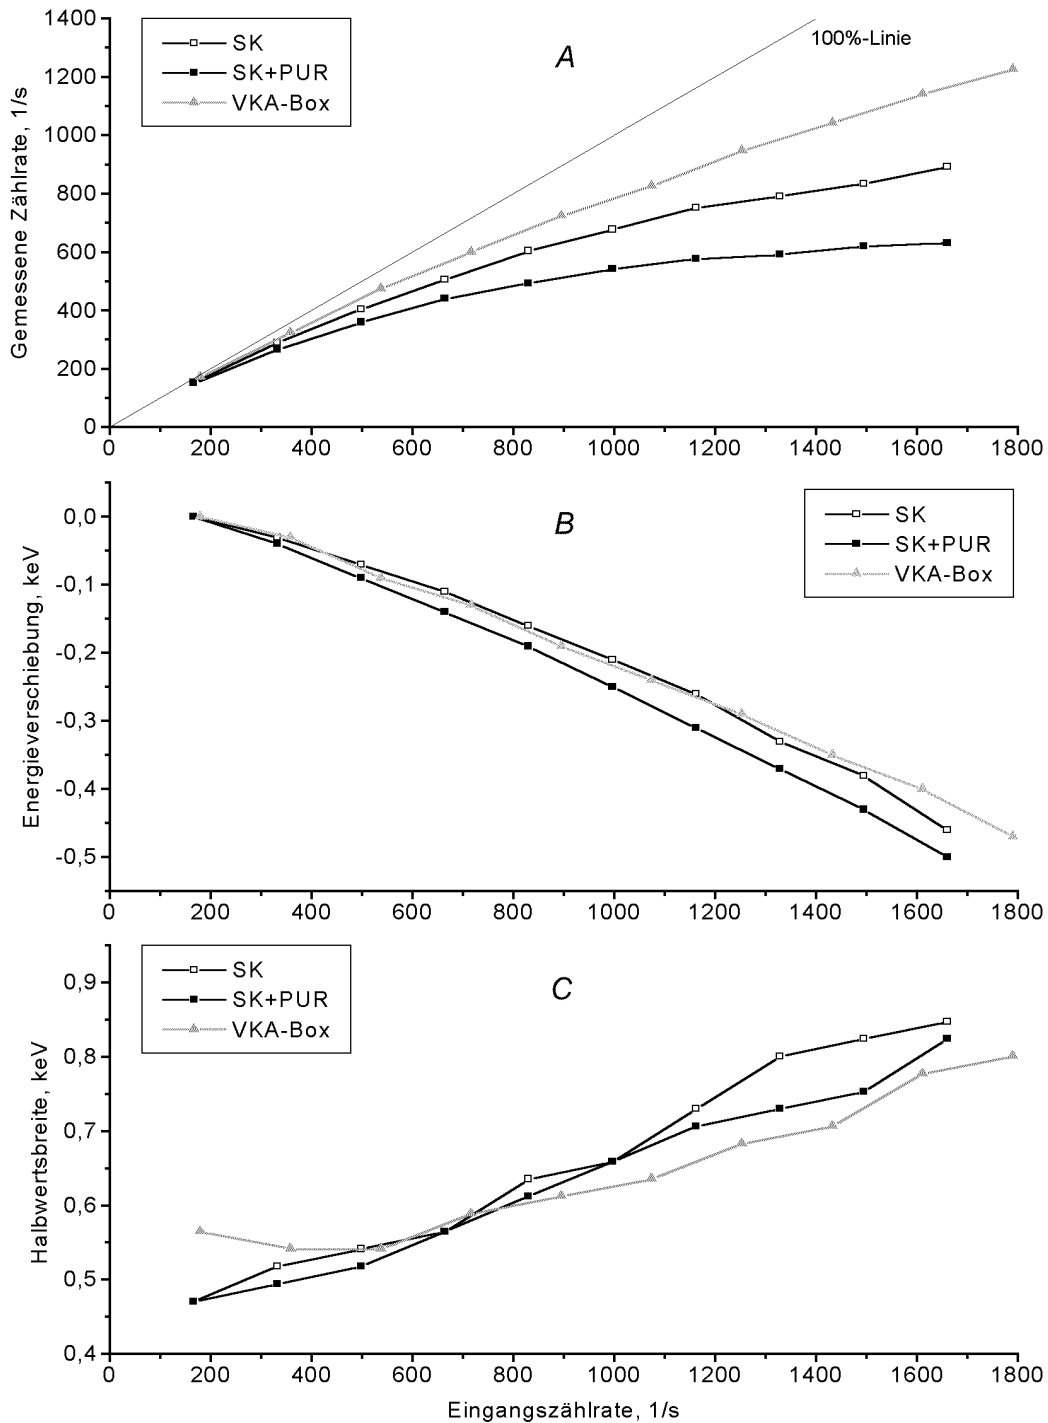 1400
1200
1000
800
600
400
200
0
Gemessene Zählrate, 1/s
SK
SK+PUR
VKA-Box
A
100%-Linie
0 200 400 600 800 1000 1200 1400 1600 1800
0,0
-0,1
-0,2
-0,3
-0,4
-0,5
Energieverschiebung, keV
B
SK
SK+PUR
VKA-Box
0 200 400 600 800 1000 1200 1400 1600 1800
0,9
0,8
0,7
0,6
0,5
0,4
Halbwertsbreite, keV
SK
SK+PUR
VKA-Box
C
0 200 400 600 800 1000 1200 1400 1600 1800
Eingangszählrate, 1/s